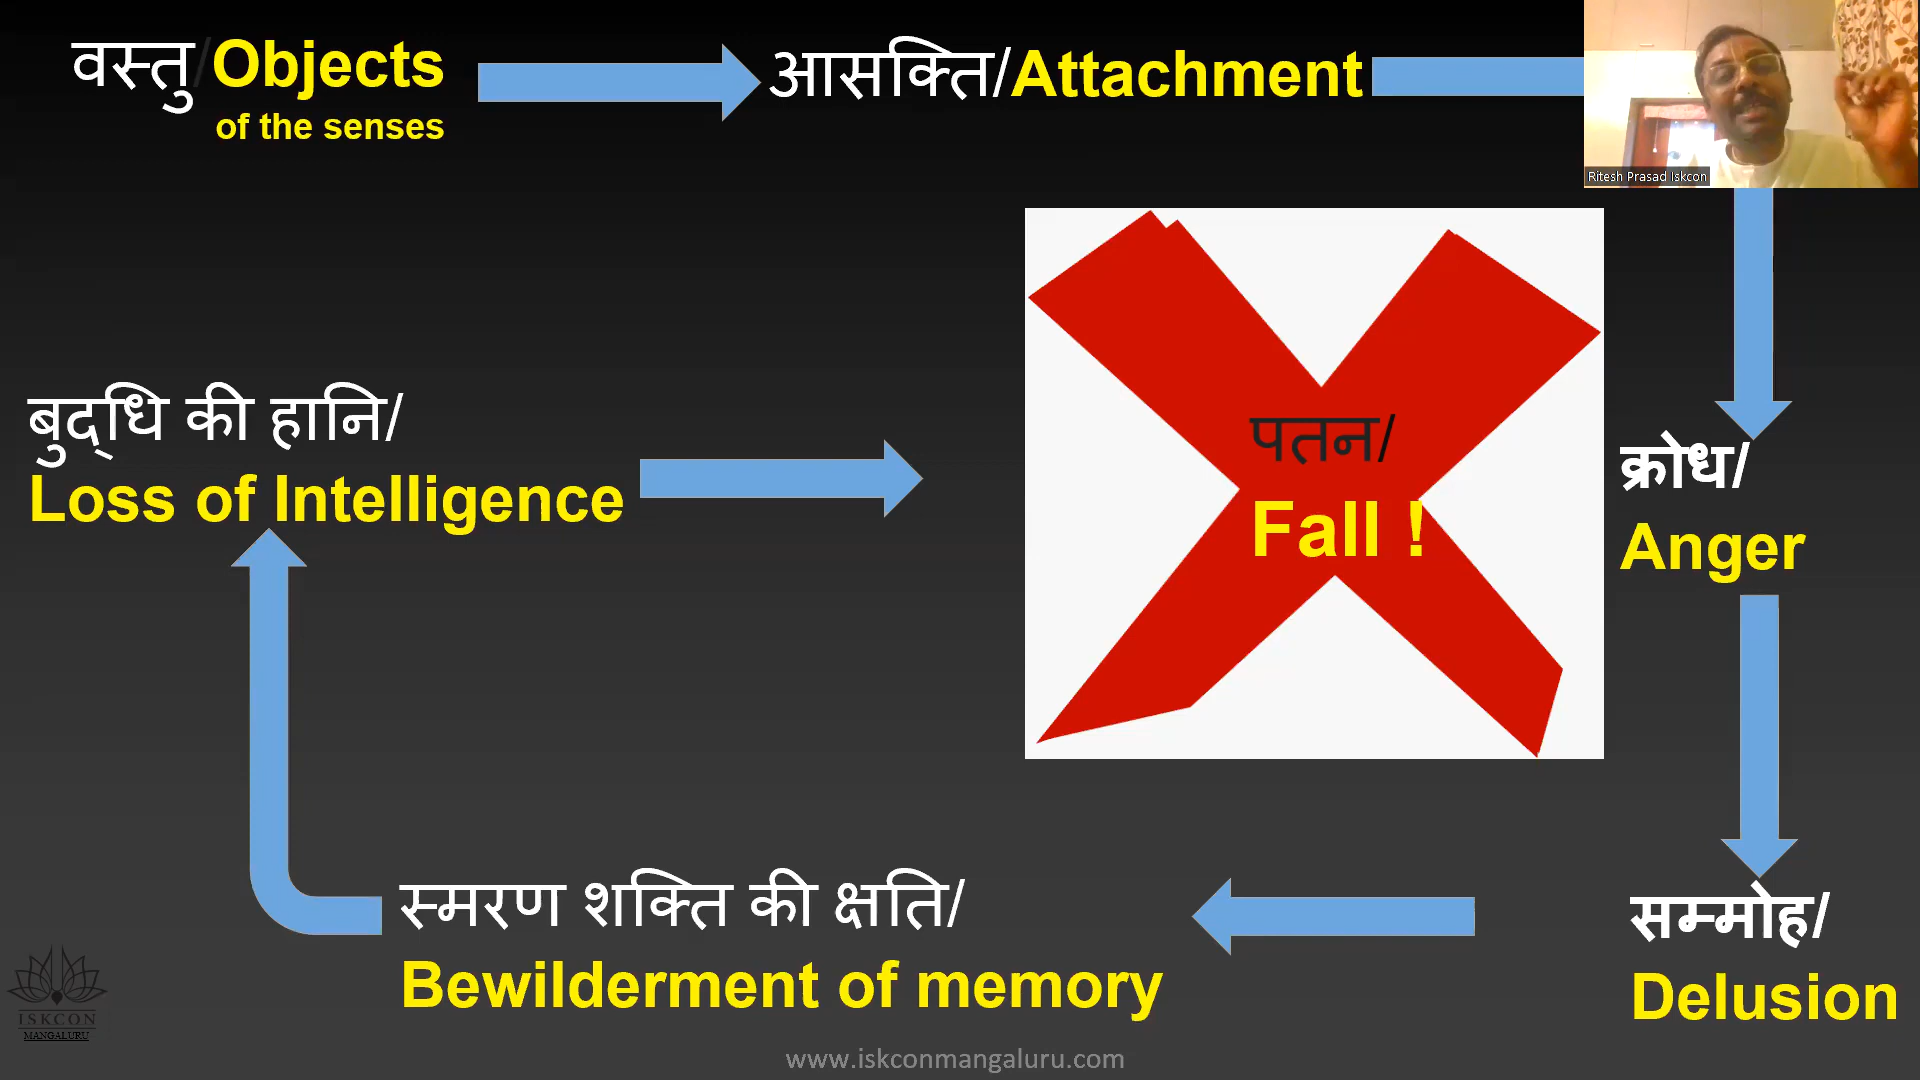 वस्तु/Objects
of the senses
आसक्ति/Attachment
Ritesh Prasad Iskcon
बुद्धि की हानि/
Loss of Intelligence
पतन/
Fall !
क्रोध/
Anger
स्मरण शक्ति की क्षति/
Bewilderment of memory
सम्मोह/
Delusion
ISKCON
MANGALURU
www.iskconmangaluru.com